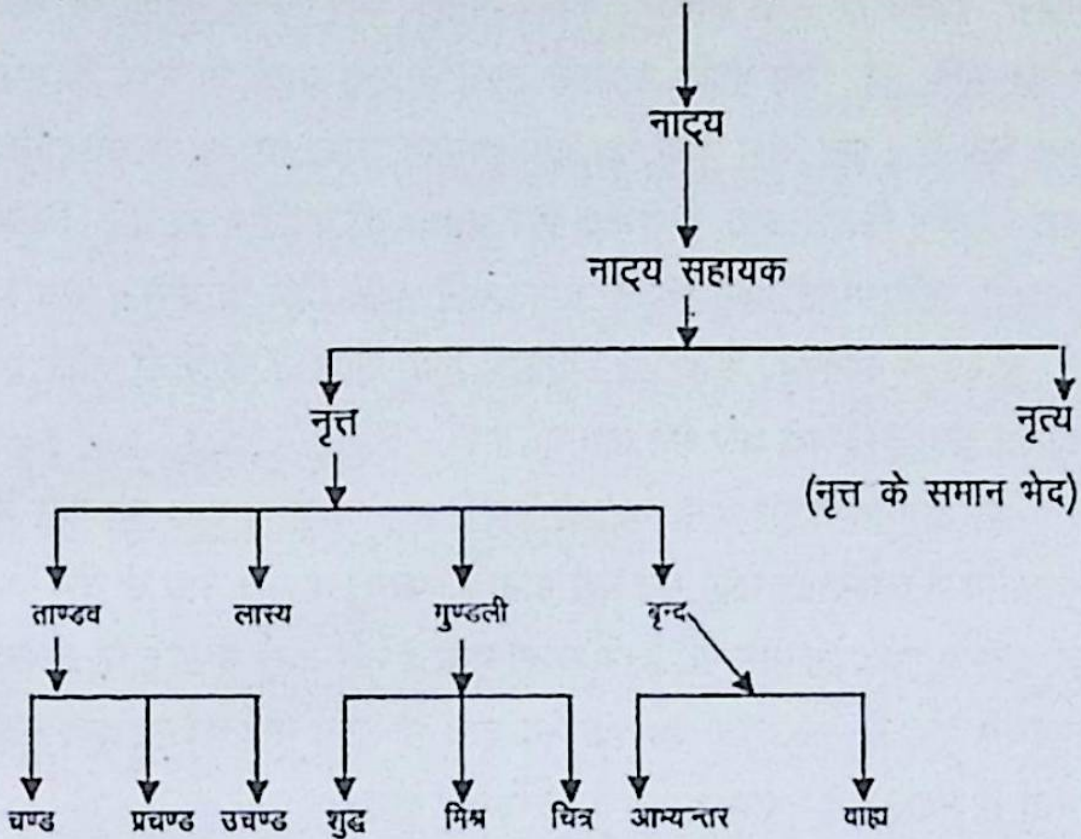 नाट्य
नाट्य सहायक
नृत्त नृत्य
(नृत्त के समान भेद)
ताण्डव लास्य गुण्डली बृन्द
चण्ड प्रचण्ड उचण्ड शुद्ध मिश्र चित्र आभ्यन्तर वाह्य